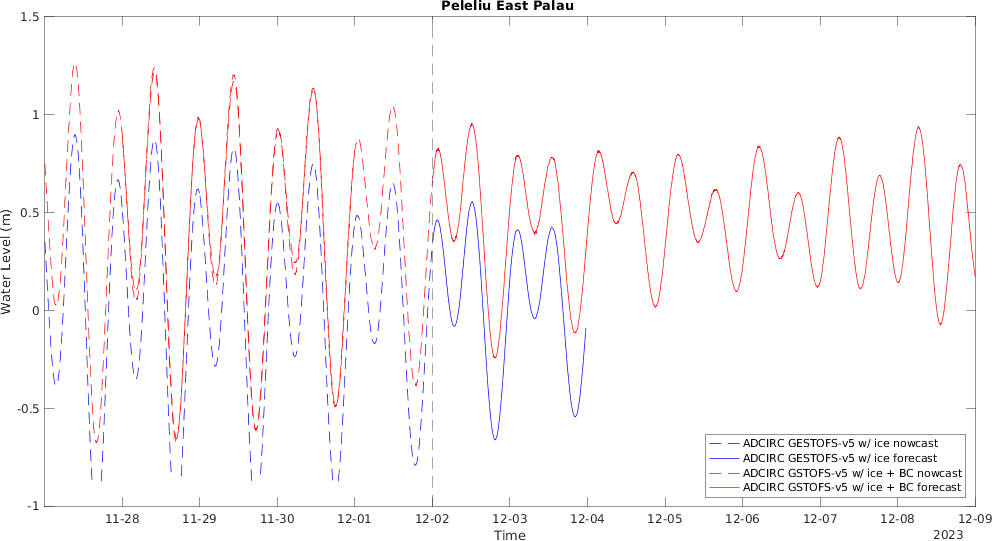 Peleliu East Palau
1.5
1
0.5
0
-0.5
-1
Water Level (m)
11-28 11-29 11-30 12-01 12-02 12-03 12-04 12-05 12-06 12-07 12-08 12-09
Time
2023
ADCIRC GESTOFS-v5 w/ ice nowcast
ADCIRC GESTOFS-v5 w/ ice forecast
ADCIRC GSTOFS-v5 w/ ice + BC nowcast
ADCIRC GSTOFS-v5 w/ ice + BC forecast